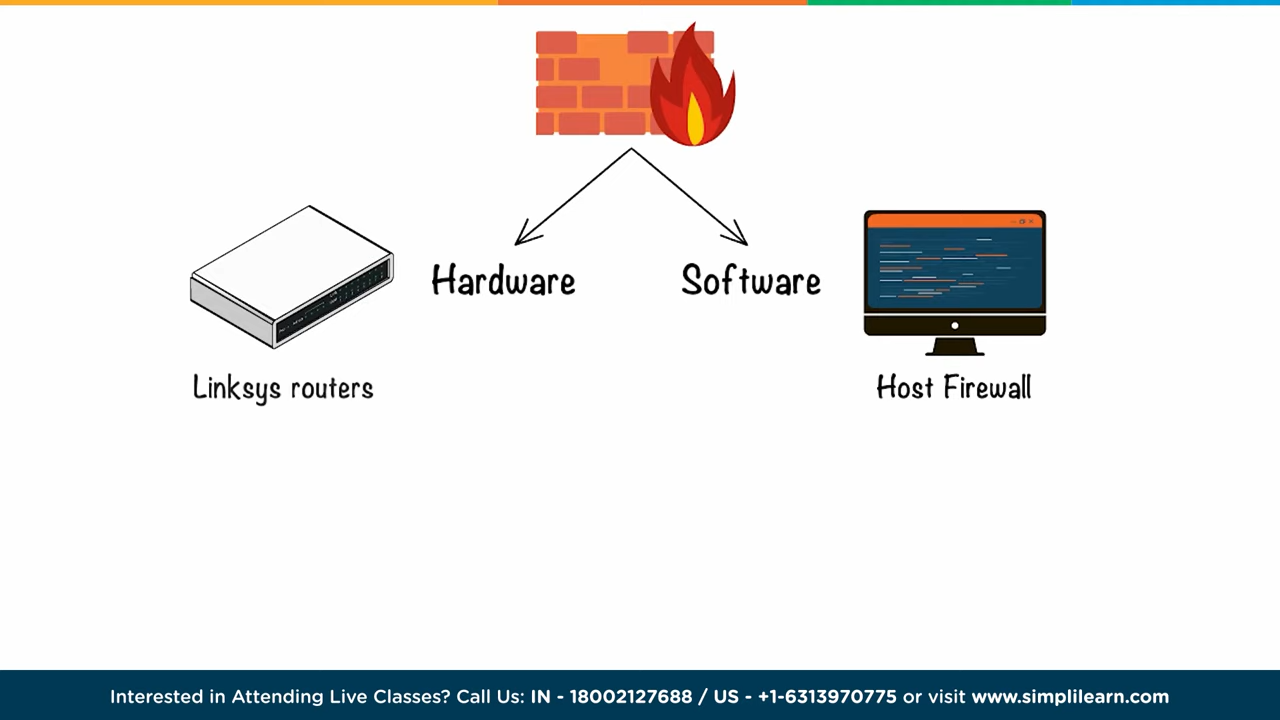 Hardware
Software
Linksys routers
Host Firewall
Interested in Attending Live Classes? Call Us: IN - 18002127688 / US - +1-6313970775 or visit www.simplilearn.com